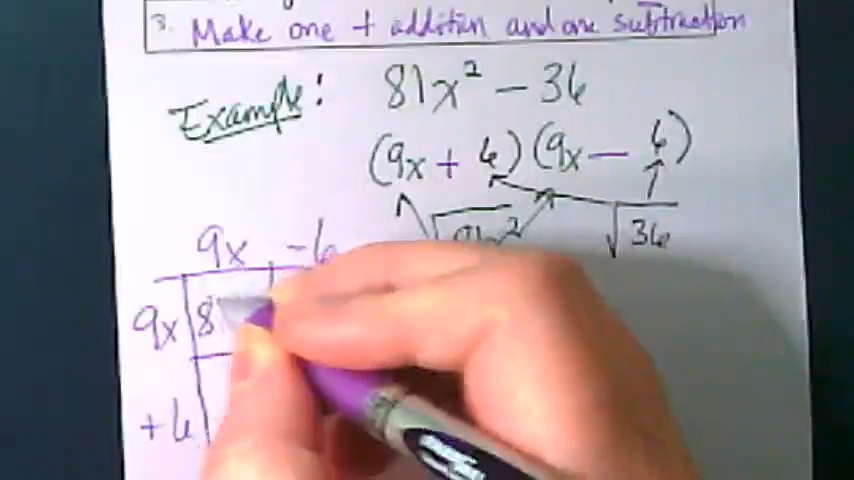 3. Make one + addition and one subtraction
Example: 81x² - 36
(9x + 6)(9x - 6)
√36
9x -6
9x 8
+6